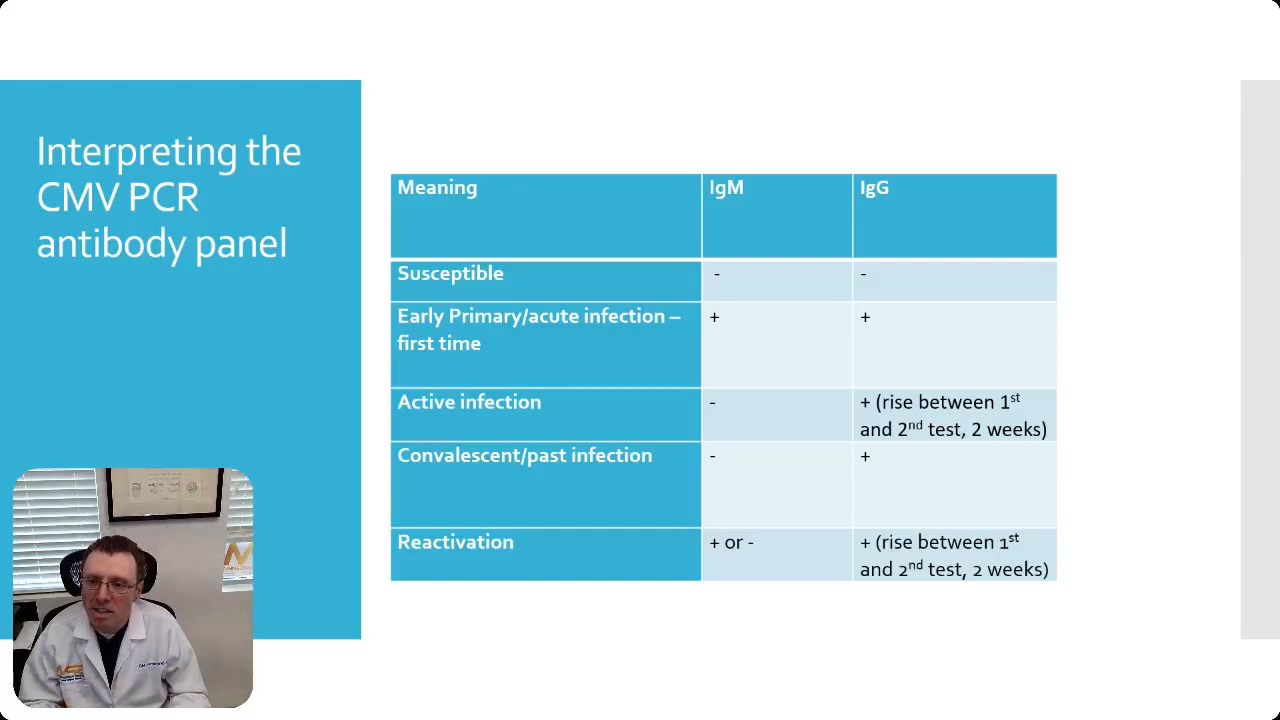 Interpreting the
CMV PCR
antibody panel
Meaning IgM IgG
Susceptible - -
Early Primary/acute infection – + +
first time
Active infection - + (rise between 1st
and 2nd test, 2 weeks)
Convalescent/past infection - +
Reactivation + or - + (rise between 1st
and 2nd test, 2 weeks)